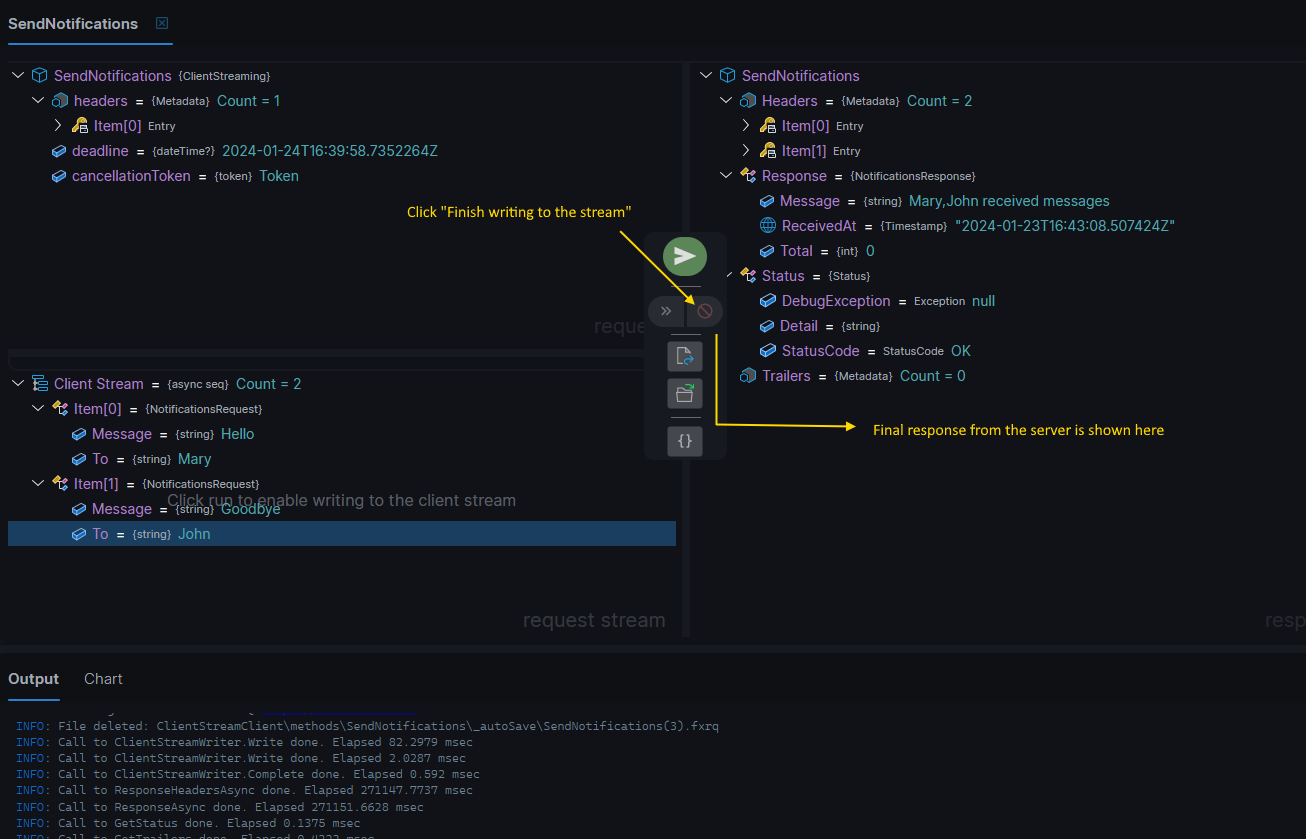 SendNotifications
SendNotifications {ClientStreaming}
headers = {Metadata} Count = 1
Item[0] Entry
deadline = {dateTime?} 2024-01-24T16:39:58.7352264Z
cancellationToken = {token} Token
Click "Finish writing to the stream"
reque
Client Stream = {async seq} Count = 2
Item[0] = {NotificationsRequest}
Message = {string} Hello
To = {string} Mary
Item[1] = {NotificationsRequest}
Click run to enable writing to the client stream
Message = {string} Goodbye
To = {string} John
request stream
{}
SendNotifications
Headers = {Metadata} Count = 2
Item[0] Entry
Item[1] Entry
Response = {NotificationsResponse}
Message = {string} Mary,John received messages
ReceivedAt = {Timestamp} "2024-01-23T16:43:08.507424Z"
Total = {int} 0
Status = {Status}
DebugException = Exception null
Detail = {string}
StatusCode = StatusCode OK
Trailers = {Metadata} Count = 0
Final response from the server is shown here
resp
Output Chart
INFO: File deleted: ClientStreamClient\methods\SendNotifications\_autoSave\SendNotifications(3).fxrq
INFO: Call to ClientStreamWriter.Write done. Elapsed 82.2979 msec
INFO: Call to ClientStreamWriter.Write done. Elapsed 2.0287 msec
INFO: Call to ClientStreamWriter.Complete done. Elapsed 0.592 msec
INFO: Call to ResponseHeadersAsync done. Elapsed 271147.7737 msec
INFO: Call to ResponseAsync done. Elapsed 271151.6628 msec
INFO: Call to GetStatus done. Elapsed 0.1375 msec
INFO: Call to GetTrailers done. Elapsed msec